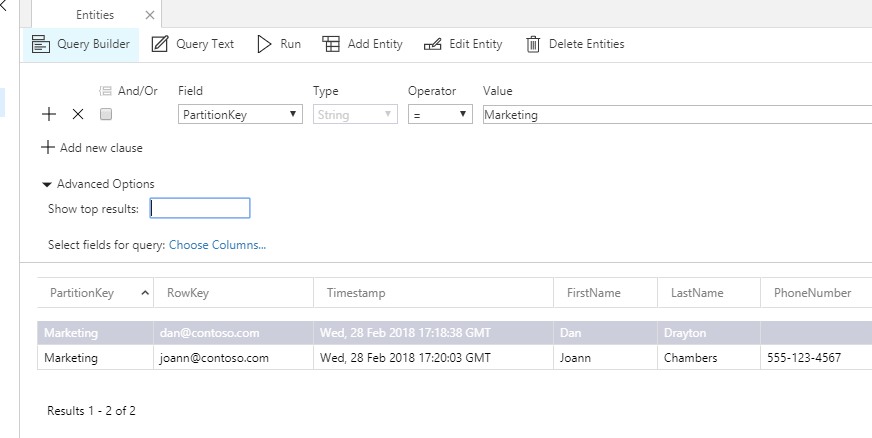 Entities
Query Builder Query Text Run Add Entity Edit Entity Delete Entities
And/Or Field Type Operator Value
PartitionKey String = Marketing
Add new clause
Advanced Options
Show top results:
Select fields for query: Choose Columns...
PartitionKey RowKey Timestamp FirstName LastName PhoneNumber
Marketing dan@contoso.com Wed, 28 Feb 2018 17:18:38 GMT Dan Drayton
Marketing joann@contoso.com Wed, 28 Feb 2018 17:20:03 GMT Joann Chambers 555-123-4567
Results 1 - 2 of 2